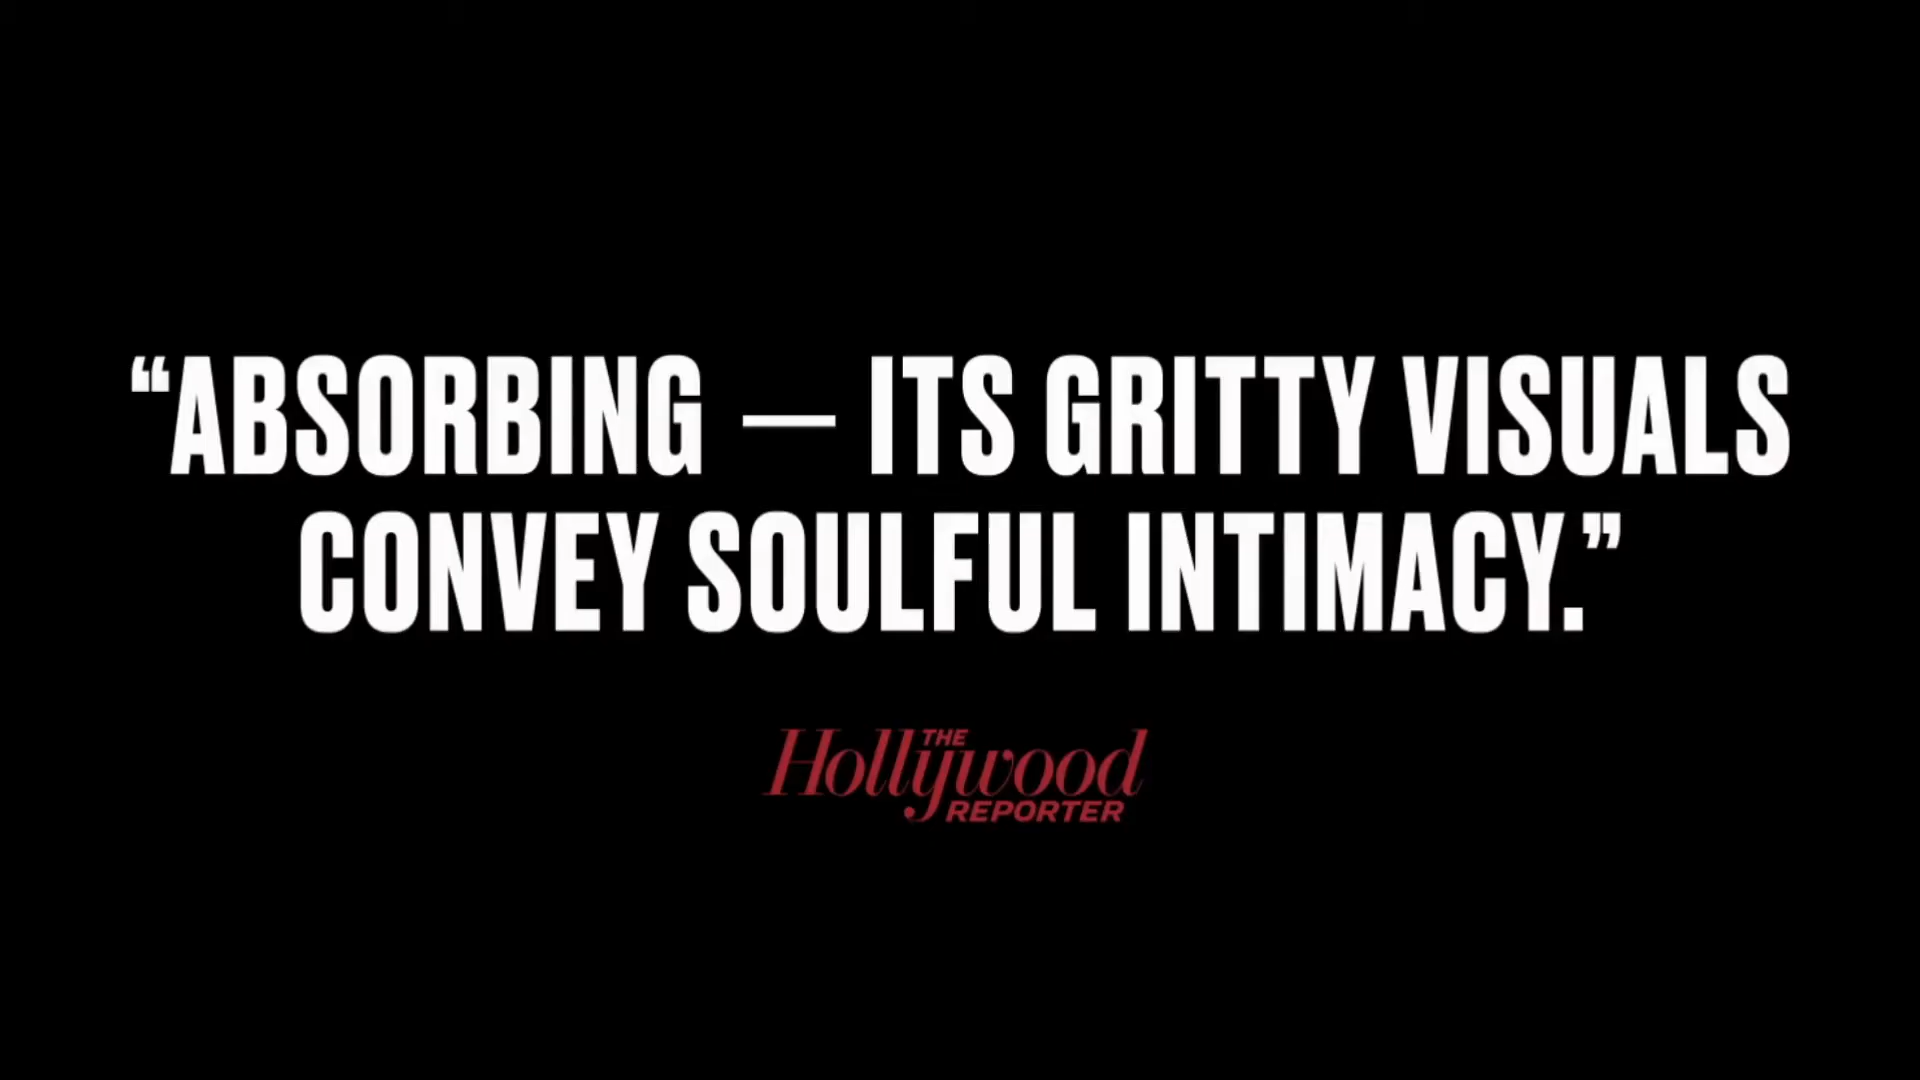 “ABSORBING — ITS GRITTY VISUALS
CONVEY SOULFUL INTIMACY.”
THE
Hollywood
REPORTER